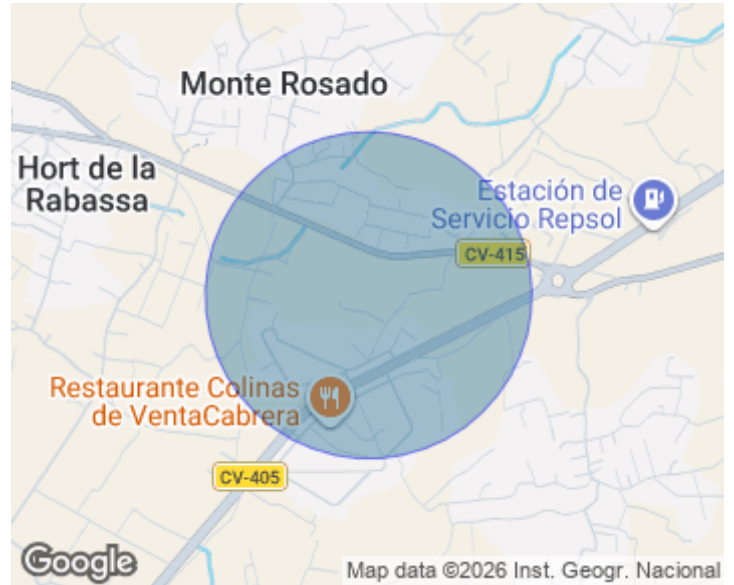 Monte Rosado
Hort de la
Rabassa
Estación de
Servicio Repsol
CV-415
Restaurante Colinas
de VentaCabrera
CV-405
Google
Map data ©2026 Inst. Geogr. Nacional